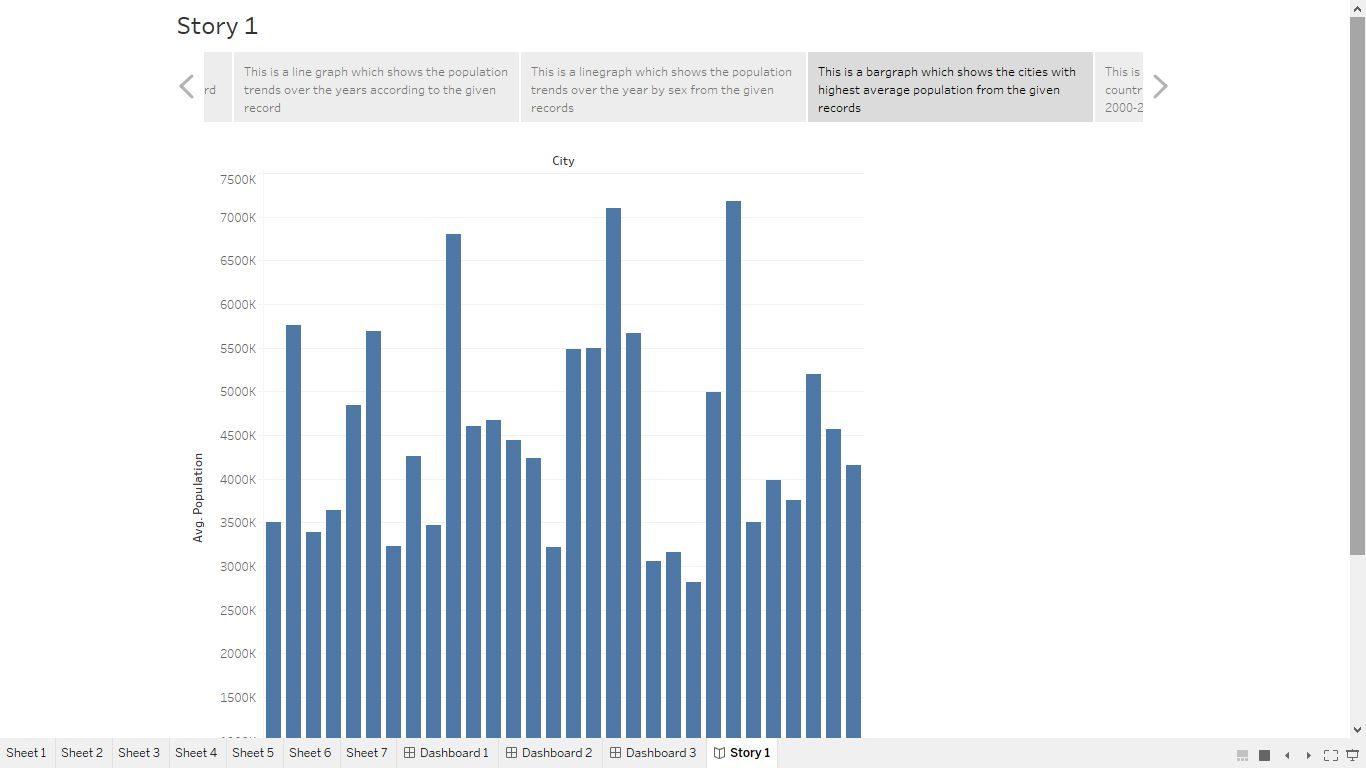 Story 1
rd
This is a line graph which shows the population
trends over the years according to the given
record
This is a linegraph which shows the population
trends over the year by sex from the given
records
This is a bargraph which shows the cities with
highest average population from the given
records
This is
countr
2000-2
City
7500K
7000K
6500K
6000K
5500K
5000K
4500K
4000K
3500K
3000K
2500K
2000K
1500K
Avg. Population
Sheet 1 Sheet 2 Sheet 3 Sheet 4 Sheet 5 Sheet 6 Sheet 7 Dashboard 1 Dashboard 2 Dashboard 3 Story 1